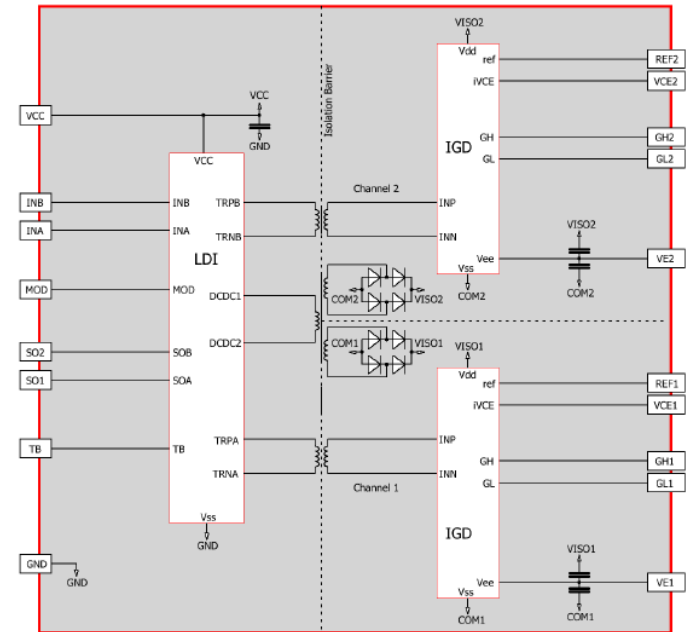 VISO2
Vdd
ref
REF2
iVCE
VCE2
VCC
VCC
GND
VCC
Isolation Barrier
IGD
GH
GH2
GL
GL2
Channel 2
INB
INB
TRPB
INP
INA
INA
TRNB
INN
VISO2
LDI
Vee
VE2
Vss
COM2
COM2
MOD
MOD
DCDC1
COM2
VISO2
DCDC2
COM1
VISO1
VISO1
SO2
SOB
Vdd
SO1
SOA
ref
REF1
iVCE
VCE1
TB
TB
TRPA
INP
TRNA
INN
GH
GH1
GL
GL1
Channel 1
Vss
GND
IGD
VISO1
GND
GND
Vee
VE1
Vss
COM1
COM1